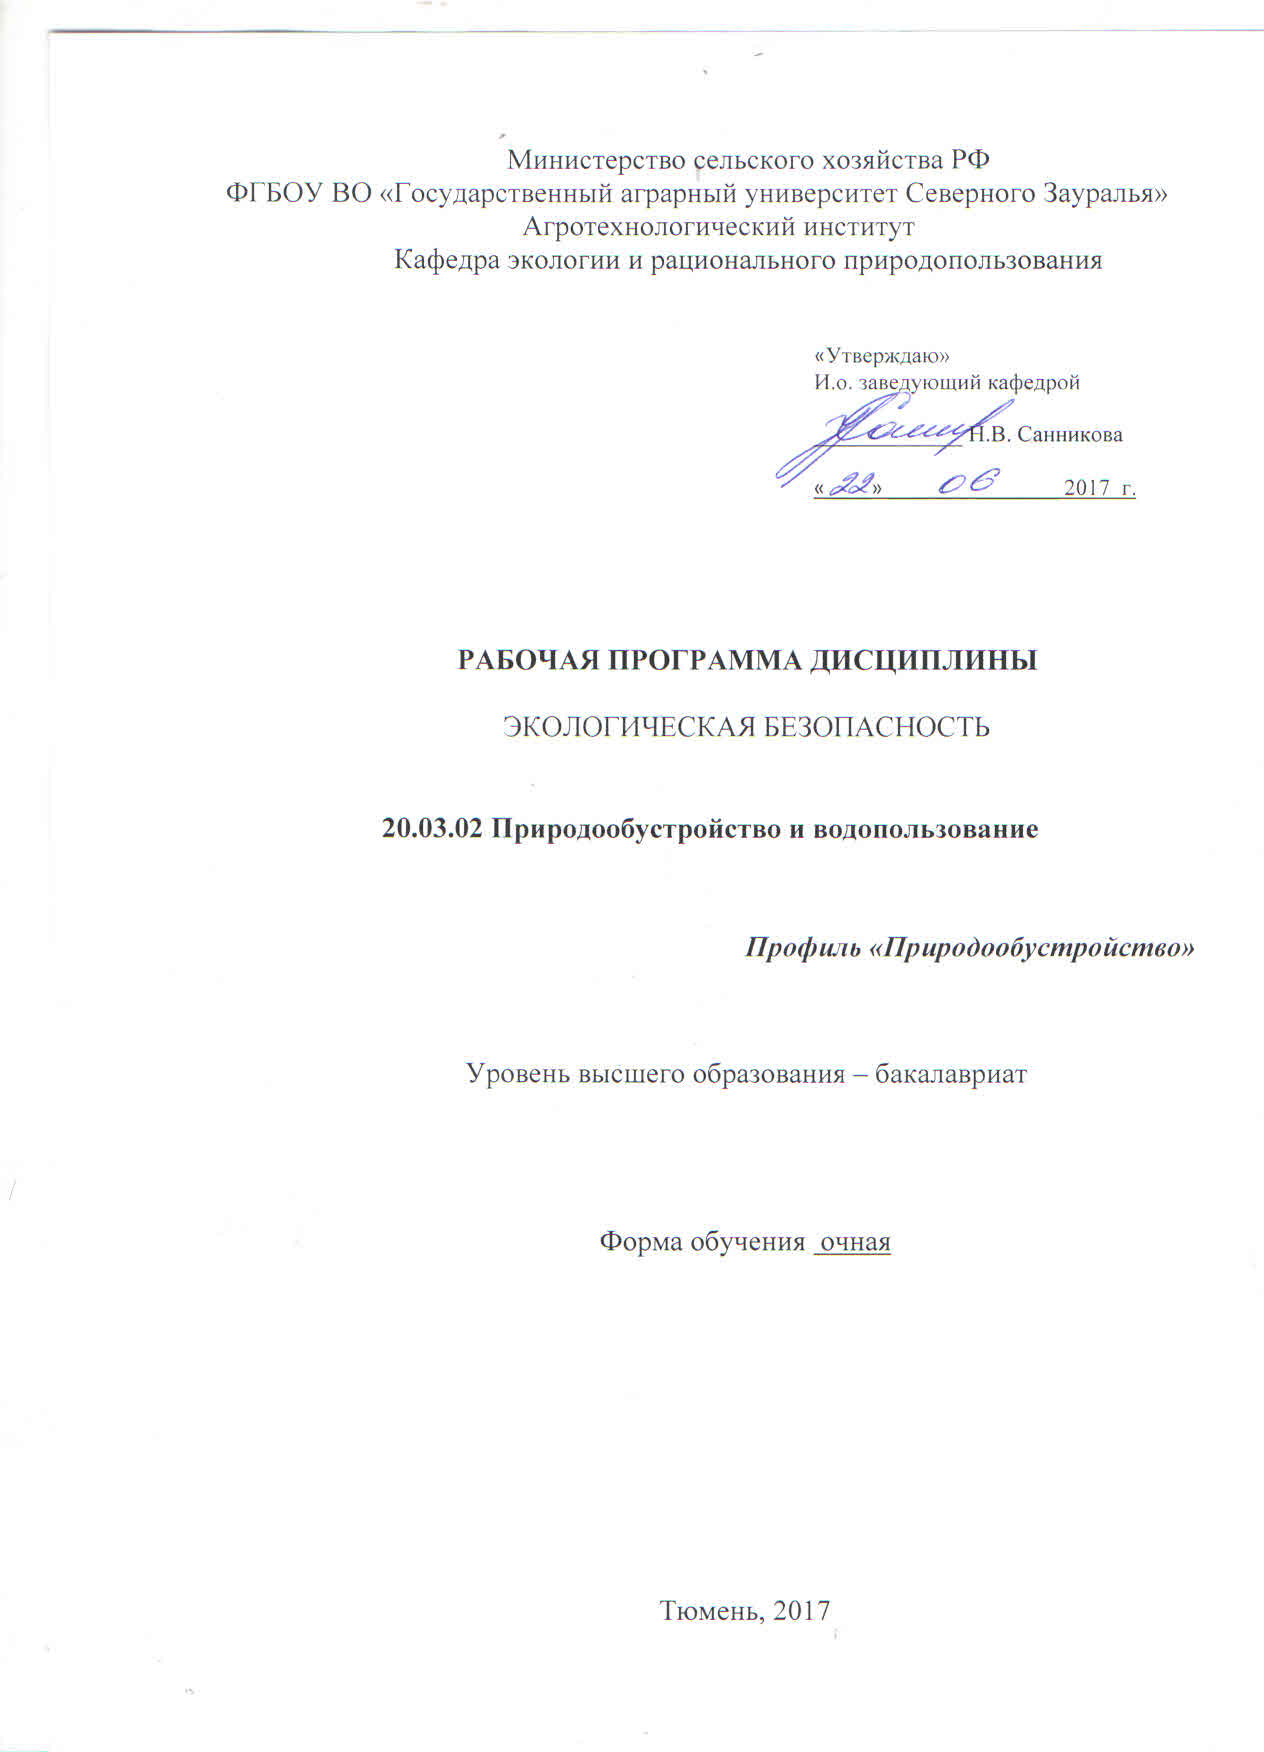 Министерство сельского хозяйства РФ
ФГБОУ ВО «Государственный аграрный университет Северного Зауралья»
Агротехнологический институт
Кафедра экологии и рационального природопользования
«Утверждаю»
И.о. заведующий кафедрой
Н.В. Санникова
«22» 06 2017 г.
РАБОЧАЯ ПРОГРАММА ДИСЦИПЛИНЫ
ЭКОЛОГИЧЕСКАЯ БЕЗОПАСНОСТЬ
20.03.02 Природообустройство и водопользование
Профиль «Природообустройство»
Уровень высшего образования – бакалавриат
Форма обучения очная
Тюмень, 2017